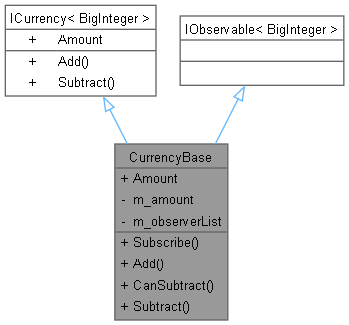 ICurrency< BigInteger >
+ Amount
+ Add()
+ Subtract()
IObservable< BigInteger >
CurrencyBase
+ Amount
- m_amount
- m_observerList
+ Subscribe()
+ Add()
+ CanSubtract()
+ Subtract()